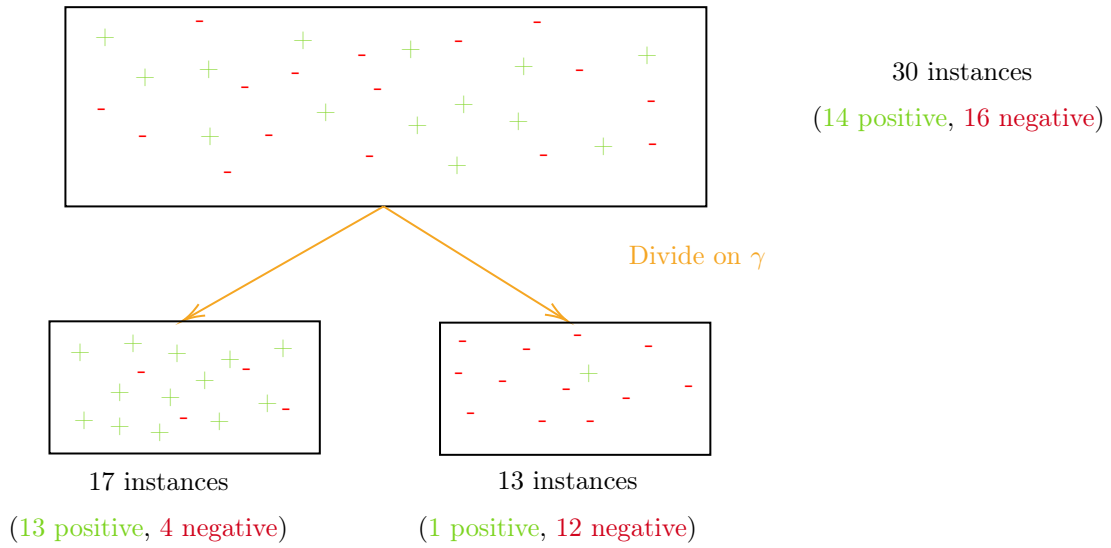 30 instances
(14 positive, 16 negative)
Divide on γ
17 instances
(13 positive, 4 negative)
13 instances
(1 positive, 12 negative)